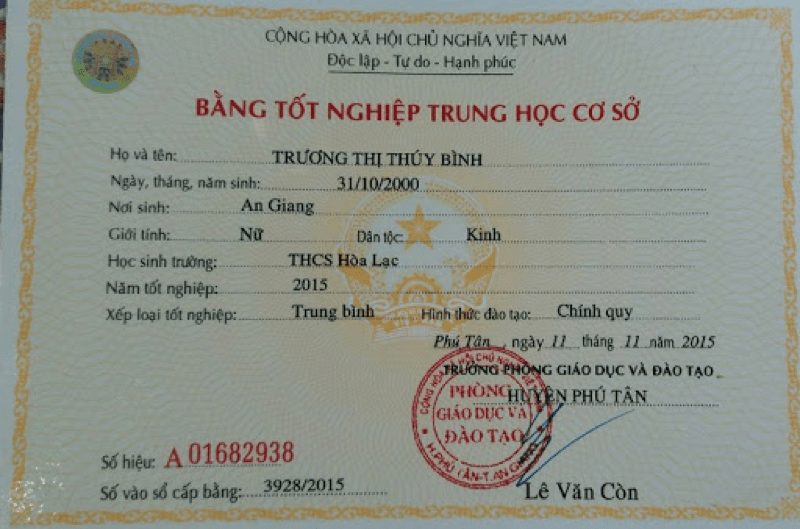 CỘNG HÒA XÃ HỘI CHỦ NGHĨA VIỆT NAM
Độc lập - Tự do - Hạnh phúc
BẰNG TỐT NGHIỆP TRUNG HỌC CƠ SỞ
Họ và tên: TRƯƠNG THỊ THÚY BÌNH
Ngày, tháng, năm sinh: 31/10/2000
Nơi sinh: An Giang
Giới tính: Nữ Dân tộc: Kinh
Học sinh trường: THCS Hòa Lạc
Năm tốt nghiệp: 2015
Xếp loại tốt nghiệp: Trung bình Hình thức đào tạo: Chính quy
Phú Tân, ngày 11 tháng 11 năm 2015
TRƯỞNG PHÒNG GIÁO DỤC VÀ ĐÀO TẠO
HUYỆN PHÚ TÂN
PHÒNG
GIÁO DỤC VÀ
ĐÀO TẠO
H.PHÚ TÂN-T.AN GIANG
Số hiệu: A 01682938
Số vào sổ cấp bằng: 3928/2015
Lê Văn Còn